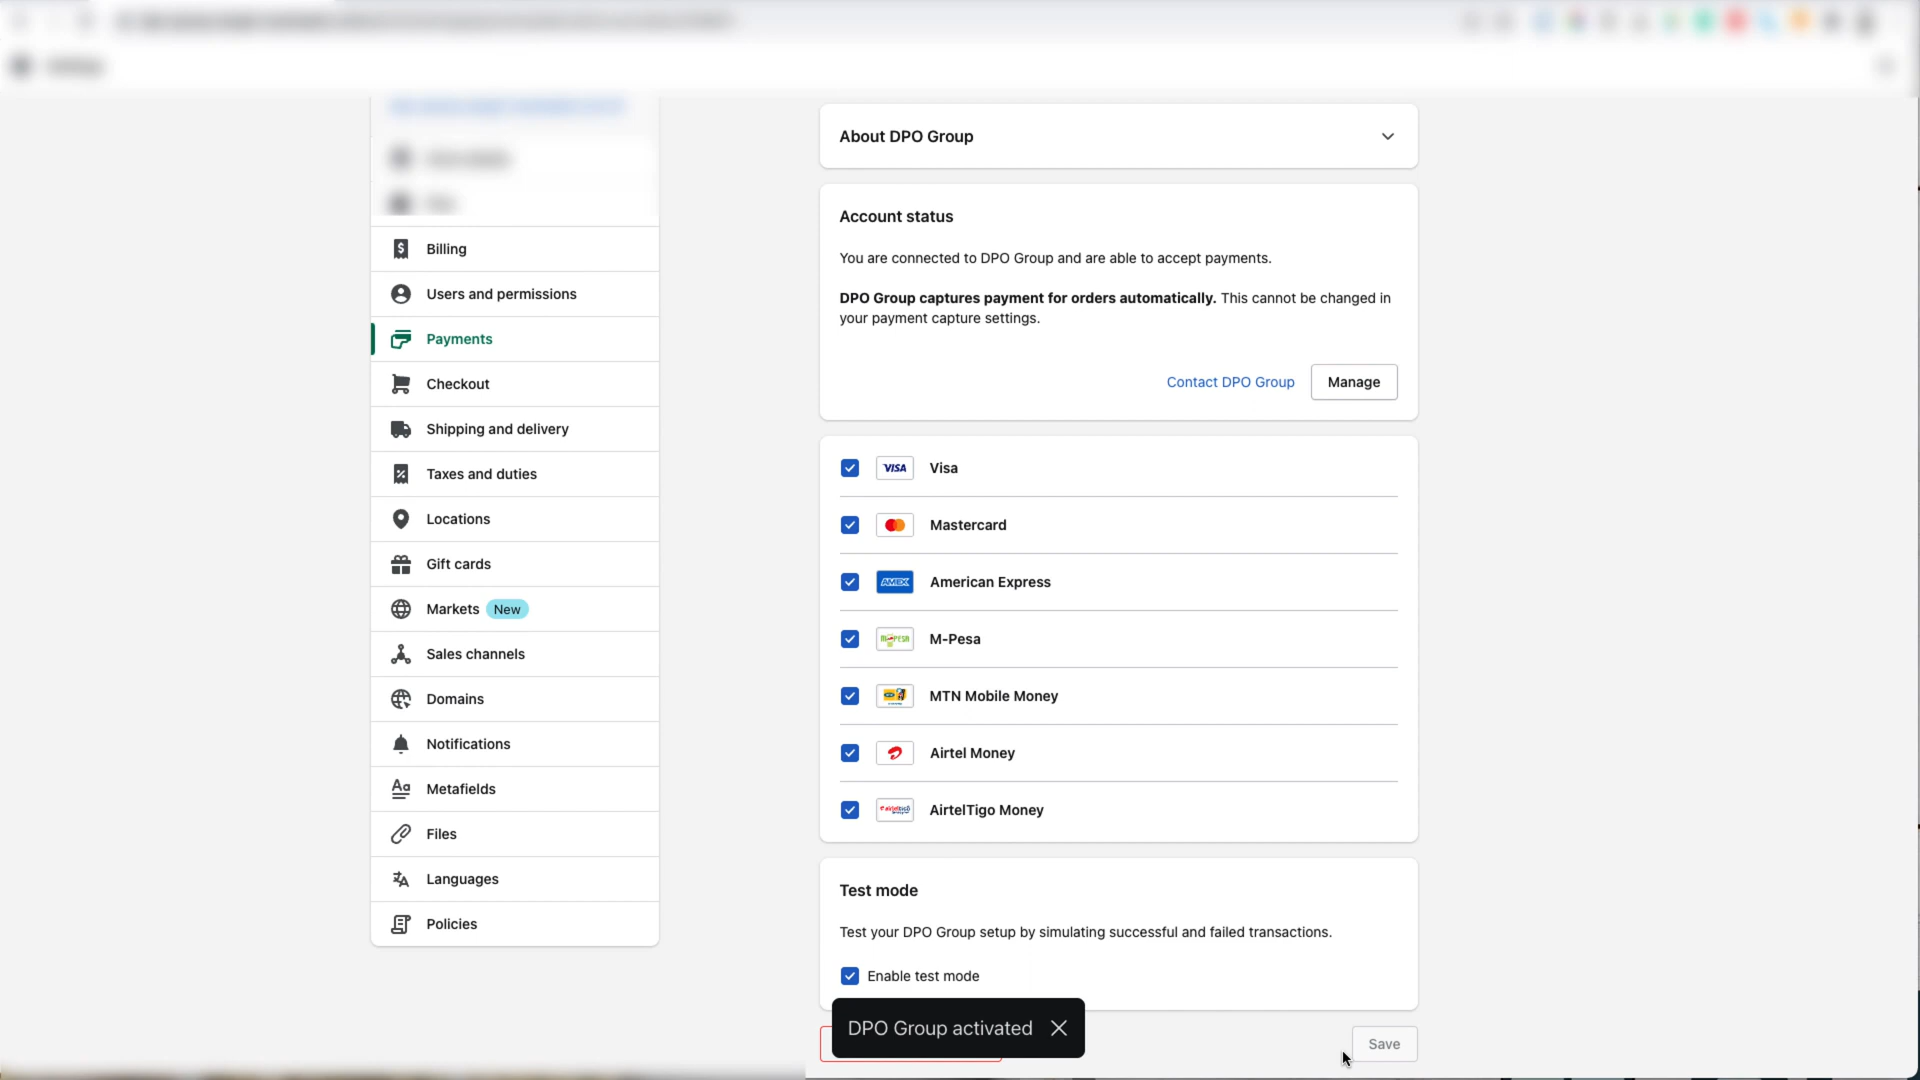 Billing
Users and permissions
Payments
Checkout
Shipping and delivery
Taxes and duties
Locations
Gift cards
Markets New
Sales channels
Domains
Notifications
Metafields
Files
Languages
Policies
About DPO Group
Account status
You are connected to DPO Group and are able to accept payments.
DPO Group captures payment for orders automatically. This cannot be changed in
your payment capture settings.
Contact DPO Group Manage
VISA Visa
Mastercard
AMEX American Express
M-PESA M-Pesa
MTN Mobile Money
Airtel Money
airteltigo AirtelTigo Money
Test mode
Test your DPO Group setup by simulating successful and failed transactions.
Enable test mode
DPO Group activated
Save